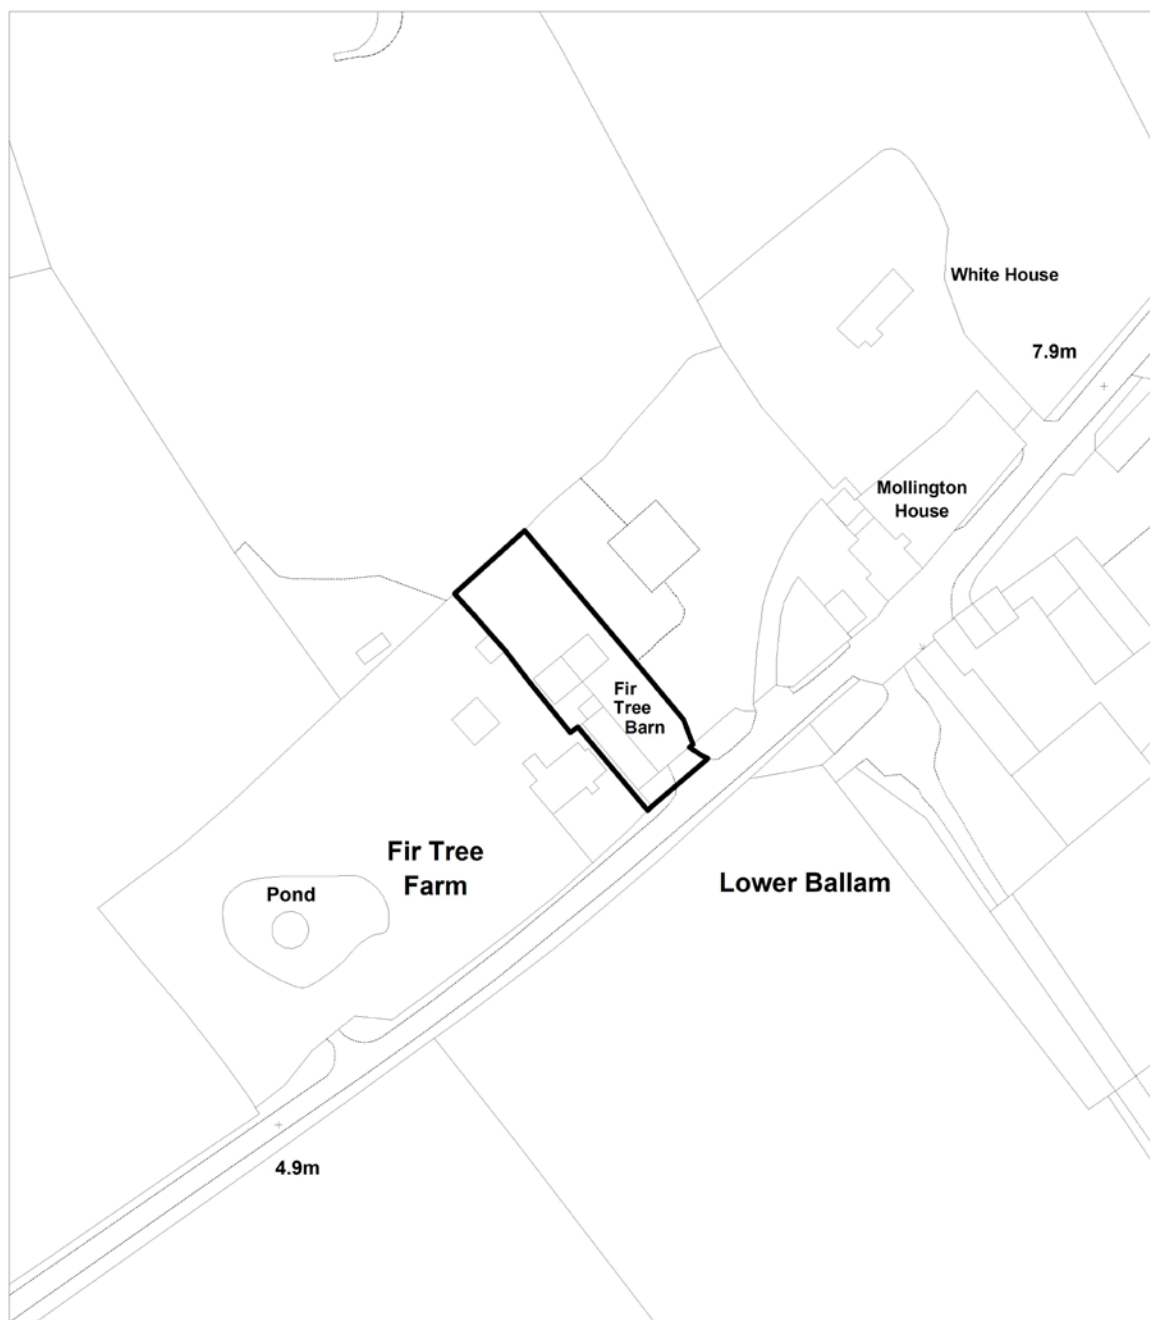 White House
7.9m
Mollington
House
Fir
Tree
Barn
Fir Tree
Farm
Lower Ballam
Pond
4.9m